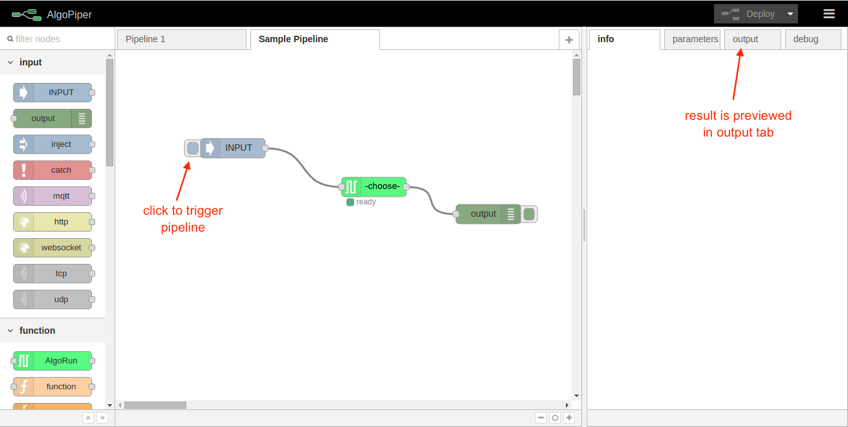 AlgoPiper
Deploy
filter nodes
Pipeline 1
Sample Pipeline
info
parameters
output
debug
input
INPUT
output
inject
catch
mqtt
http
websocket
tcp
udp
function
AlgoRun
function
INPUT
click to trigger
pipeline
-choose-
ready
output
result is previewed
in output tab